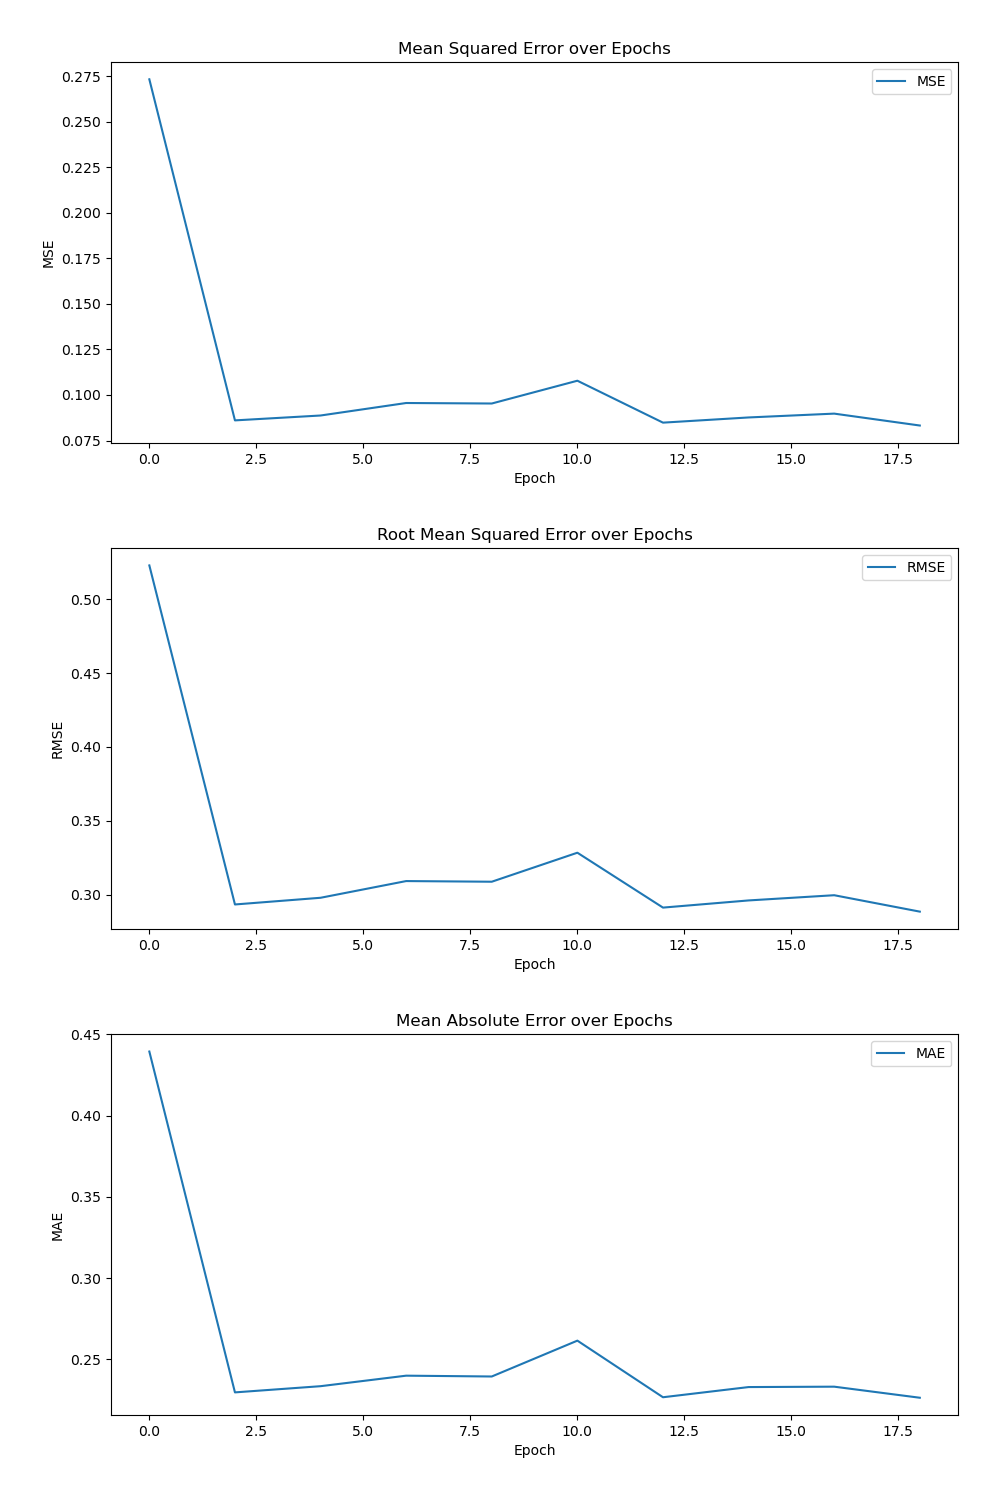 Mean Squared Error over Epochs
MSE
0.275
0.250
0.225
0.200
0.175
0.150
0.125
0.100
0.075
MSE
0.0 2.5 5.0 7.5 10.0 12.5 15.0 17.5
Epoch
Root Mean Squared Error over Epochs
RMSE
0.50
0.45
0.40
0.35
0.30
RMSE
0.0 2.5 5.0 7.5 10.0 12.5 15.0 17.5
Epoch
Mean Absolute Error over Epochs
MAE
0.45
0.40
0.35
0.30
0.25
MAE
0.0 2.5 5.0 7.5 10.0 12.5 15.0 17.5
Epoch